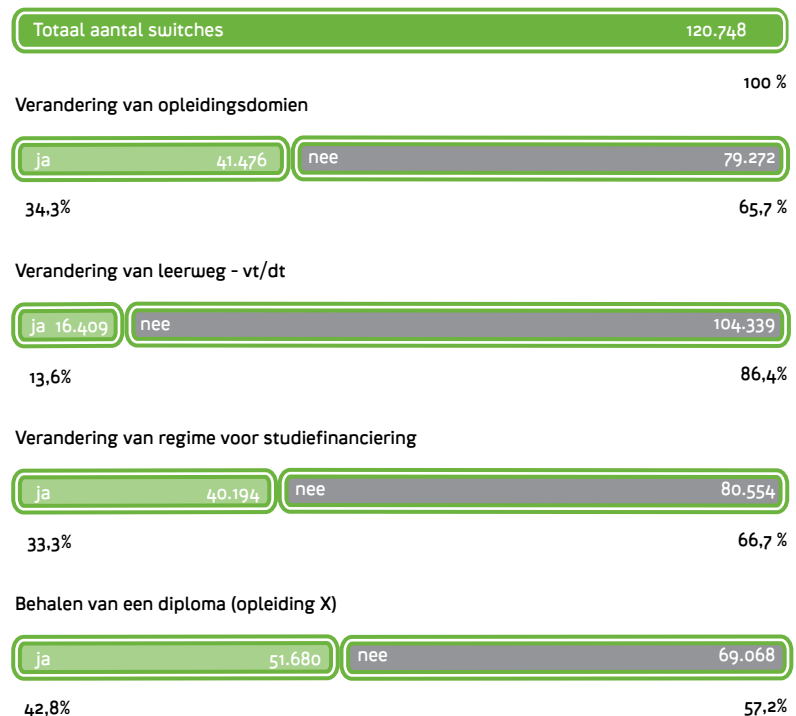 Totaal aantal switches 120.748
100 %
Verandering van opleidingsdomien
ja 41.476 nee 79.272
34,3% 65,7 %
Verandering van leerweg - vt/dt
ja 16.409 nee 104.339
13,6% 86,4%
Verandering van regime voor studiefinanciering
ja 40.194 nee 80.554
33,3% 66,7 %
Behalen van een diploma (opleiding X)
ja 51.680 nee 69.068
42,8% 57,2%